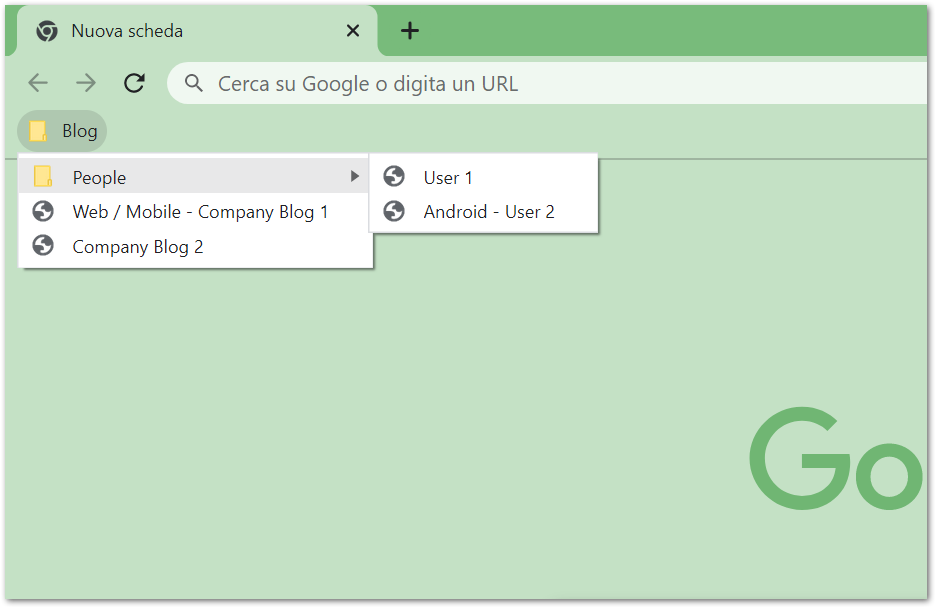 Nuova scheda
Cerca su Google o digita un URL
Blog
People
User 1
Web / Mobile - Company Blog 1
Android - User 2
Company Blog 2
Go